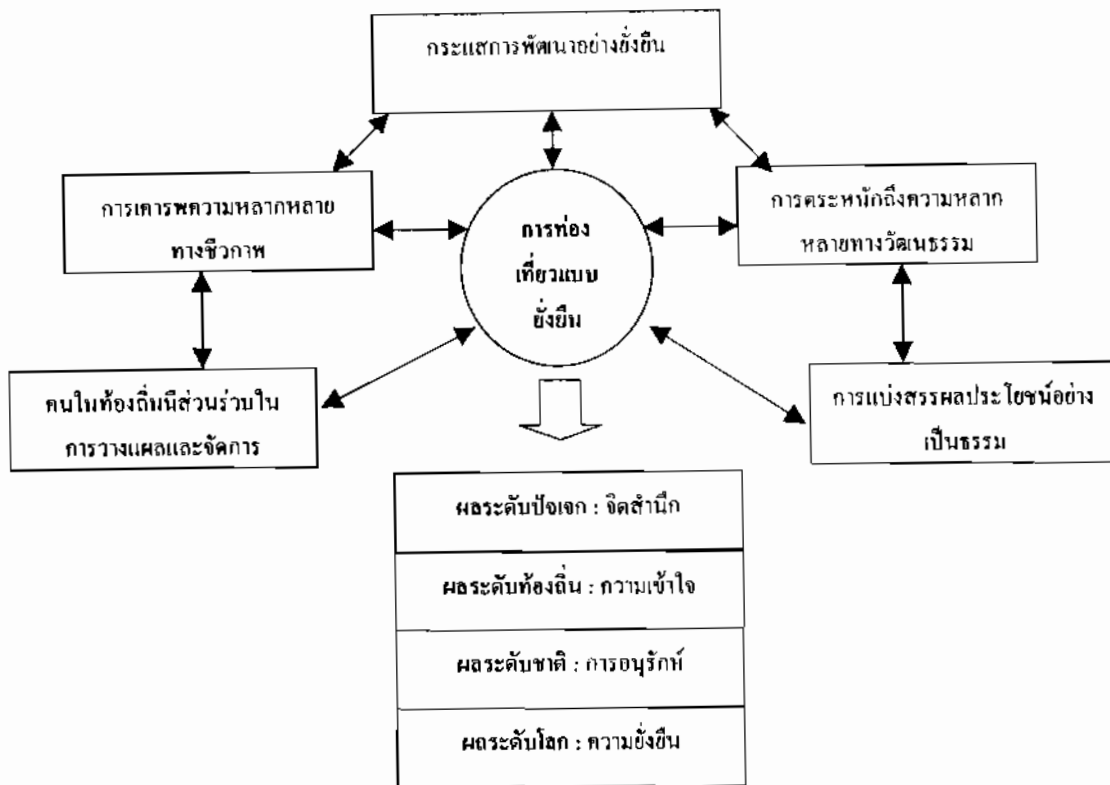 กระแสการพัฒนาอย่างยั่งยืน
การเคารพความหลากหลาย
ทางชีวภาพ
การท่อง
เที่ยวแบบ
ยั่งยืน
การตระหนักถึงความหลาก
หลายทางวัฒนธรรม
คนในท้องถิ่นมีส่วนร่วมใน
การวางแผลและจัดการ
การแบ่งสรรผลประโยชน์อย่าง
เป็นธรรม
ผลระดับปัจเจก : จิตสำนึก
ผลระดับท้องถิ่น : ความเข้าใจ
ผลระดับชาติ : การอนุรักษ์
ผลระดับโลก : ความยั่งยืน